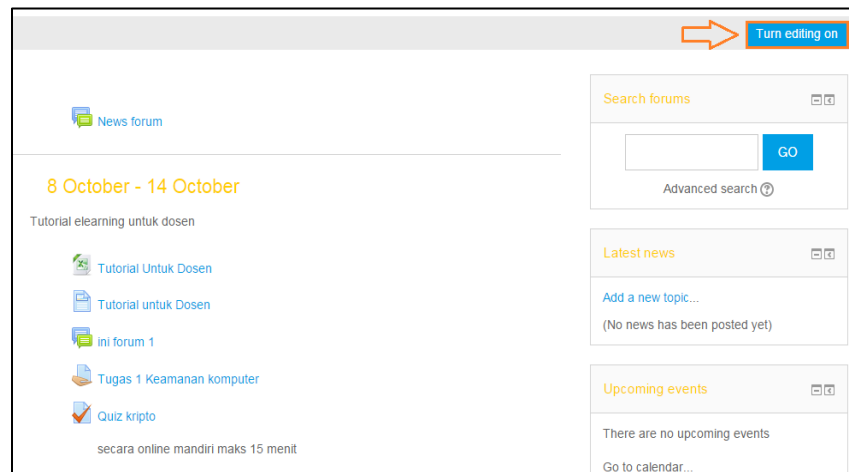 Turn editing on
News forum
8 October - 14 October
Tutorial elearning untuk dosen
Tutorial Untuk Dosen
Tutorial untuk Dosen
ini forum 1
Tugas 1 Keamanan komputer
Quiz kripto
secara online mandiri maks 15 menit
Search forums
GO
Advanced search
Latest news
Add a new topic...
(No news has been posted yet)
Upcoming events
There are no upcoming events
Go to calendar...